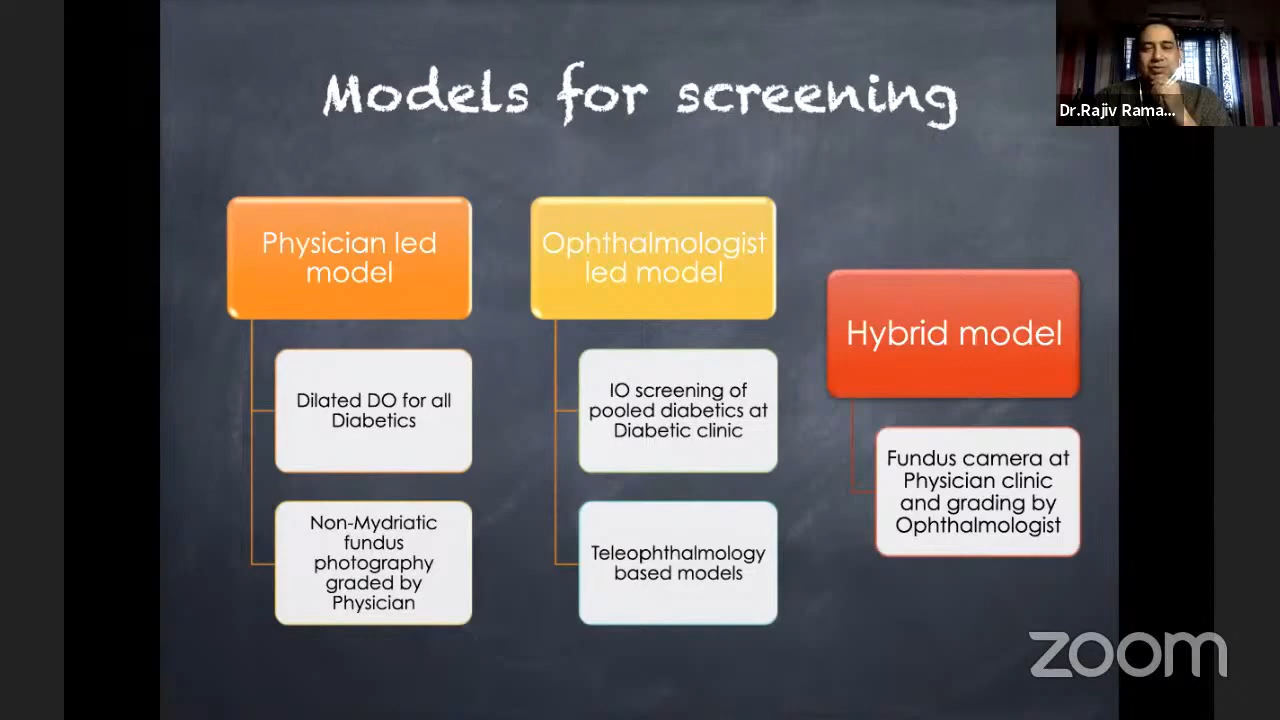 Models for screening
Dr.Rajiv Rama...
Physician led
model
Dilated DO for all
Diabetics
Non-Mydriatic
fundus
photography
graded by
Physician
Ophthalmologist
led model
IO screening of
pooled diabetics at
Diabetic clinic
Teleophthalmology
based models
Hybrid model
Fundus camera at
Physician clinic
and grading by
Ophthalmologist
zoom